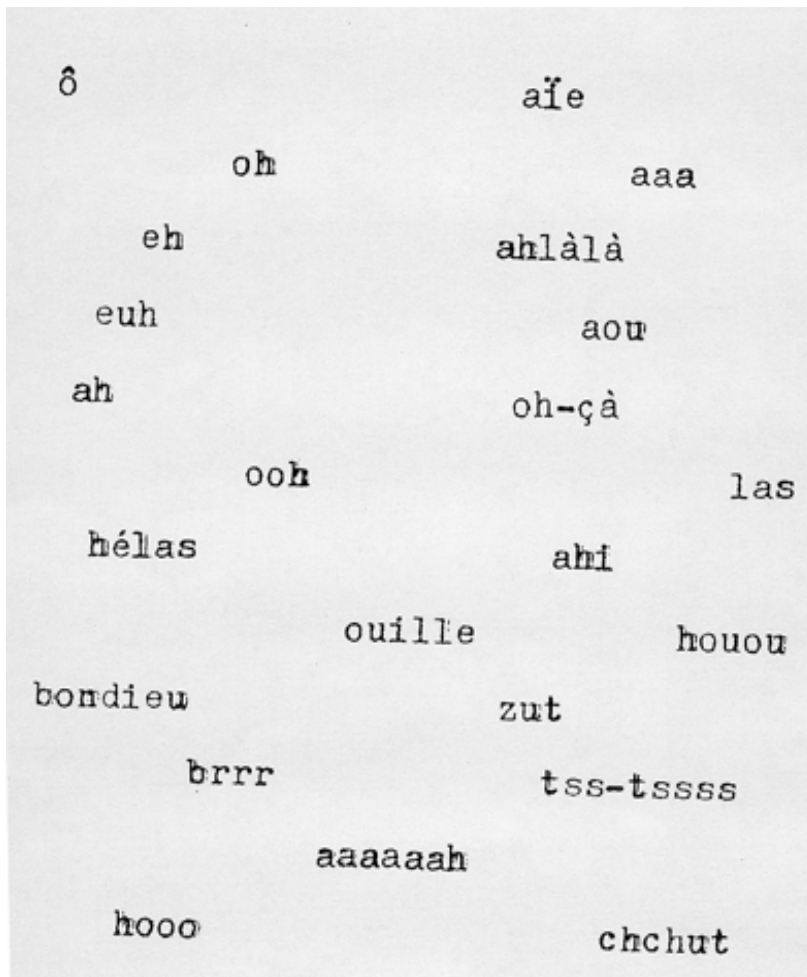 ô aïe
oh aaa
eh ahlàlà
euh aou
ah oh-çà
ooh las
hélas ahi
ouille houou
bondieu zut
brrr tss-tssss
aaaaaah
hooo chchut